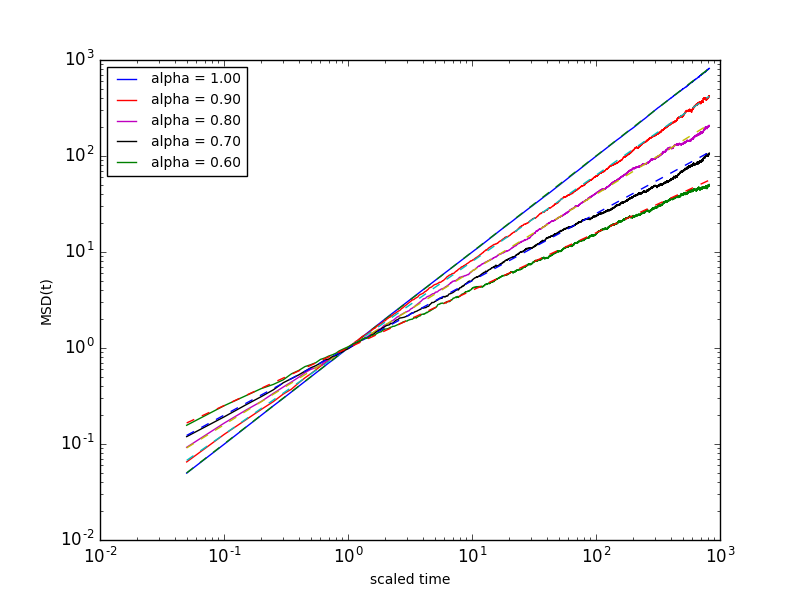 10^3
10^2
10^1
10^0
10^-1
10^-2
MSD(t)
alpha = 1.00
alpha = 0.90
alpha = 0.80
alpha = 0.70
alpha = 0.60
10^-2 10^-1 10^0 10^1 10^2 10^3
scaled time